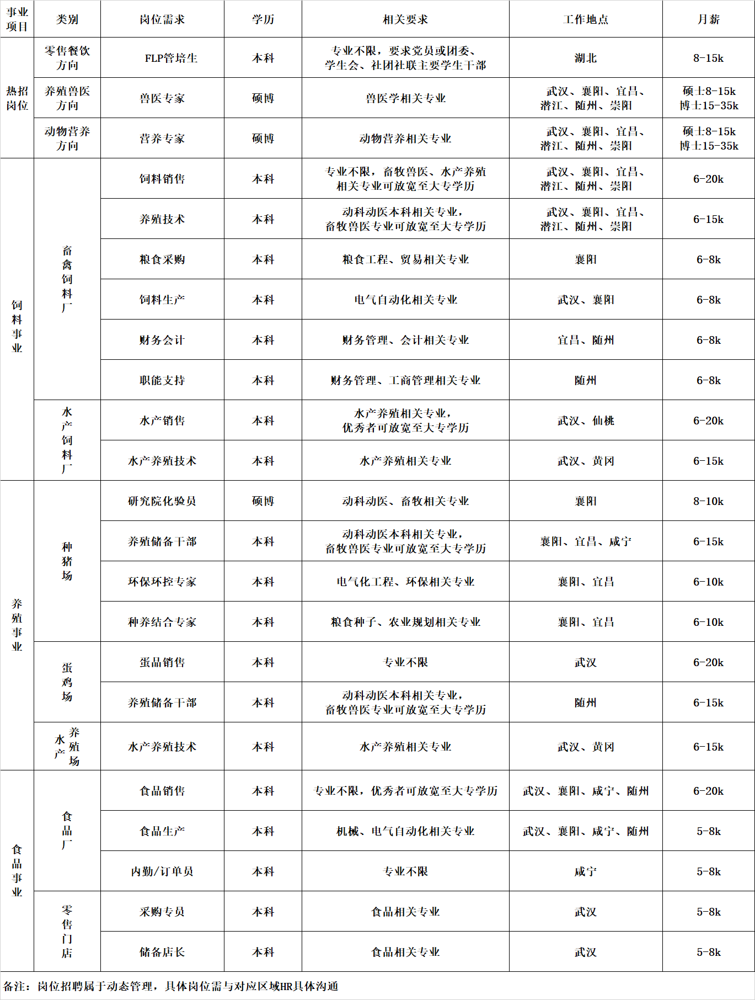 事业
项目
类别
岗位需求
学历
相关要求
工作地点
月薪
热招
岗位
零售餐饮
方向
FLP管培生
本科
专业不限，要求党员或团委、
学生会、社团社联主要学生干部
湖北
8-15k
养殖兽医
方向
兽医专家
硕博
兽医学相关专业
武汉、襄阳、宜昌、
潜江、随州、崇阳
硕士8-15k
博士15-35k
动物营养
方向
营养专家
硕博
动物营养相关专业
武汉、襄阳、宜昌、
潜江、随州、崇阳
硕士8-15k
博士15-35k
饲料事业
畜禽饲料厂
饲料销售
本科
专业不限，畜牧兽医、水产养殖
相关专业可放宽至大专学历
武汉、襄阳、宜昌、
潜江、随州、崇阳
6-20k
养殖技术
本科
动科动医本科相关专业，
畜牧兽医专业可放宽至大专学历
武汉、襄阳、宜昌、
潜江、随州、崇阳
6-15k
粮食采购
本科
粮食工程、贸易相关专业
襄阳
6-8k
饲料生产
本科
电气自动化相关专业
武汉、襄阳
6-8k
财务会计
本科
财务管理、会计相关专业
宜昌、随州
6-8k
职能支持
本科
财务管理、工商管理相关专业
随州
6-8k
水产饲料厂
水产销售
本科
水产养殖相关专业，
优秀者可放宽至大专学历
武汉、仙桃
6-20k
水产养殖技术
本科
水产养殖相关专业
武汉、黄冈
6-15k
养殖事业
种猪场
研究院化验员
硕博
动科动医、畜牧相关专业
襄阳
8-10k
养殖储备干部
本科
动科动医本科相关专业，
畜牧兽医专业可放宽至大专学历
襄阳、宜昌、咸宁
6-15k
环保环控专家
本科
电气化工程、环保相关专业
襄阳、宜昌
6-10k
种养结合专家
本科
粮食种子、农业规划相关专业
襄阳、宜昌
6-10k
蛋鸡场
蛋品销售
本科
专业不限
武汉
6-20k
养殖储备干部
本科
动科动医本科相关专业，
畜牧兽医专业可放宽至大专学历
随州
6-15k
水产
养殖场
水产养殖技术
本科
水产养殖相关专业
武汉、黄冈
6-15k
食品事业
食品厂
食品销售
本科
专业不限，优秀者可放宽至大专学历
武汉、襄阳、咸宁、随州
6-20k
食品生产
本科
机械、电气自动化相关专业
武汉、襄阳、咸宁、随州
5-8k
内勤/订单员
本科
专业不限
咸宁
5-8k
零售门店
采购专员
本科
食品相关专业
武汉
5-8k
储备店长
本科
食品相关专业
武汉
5-8k
备注：岗位招聘属于动态管理，具体岗位需与对应区域HR具体沟通